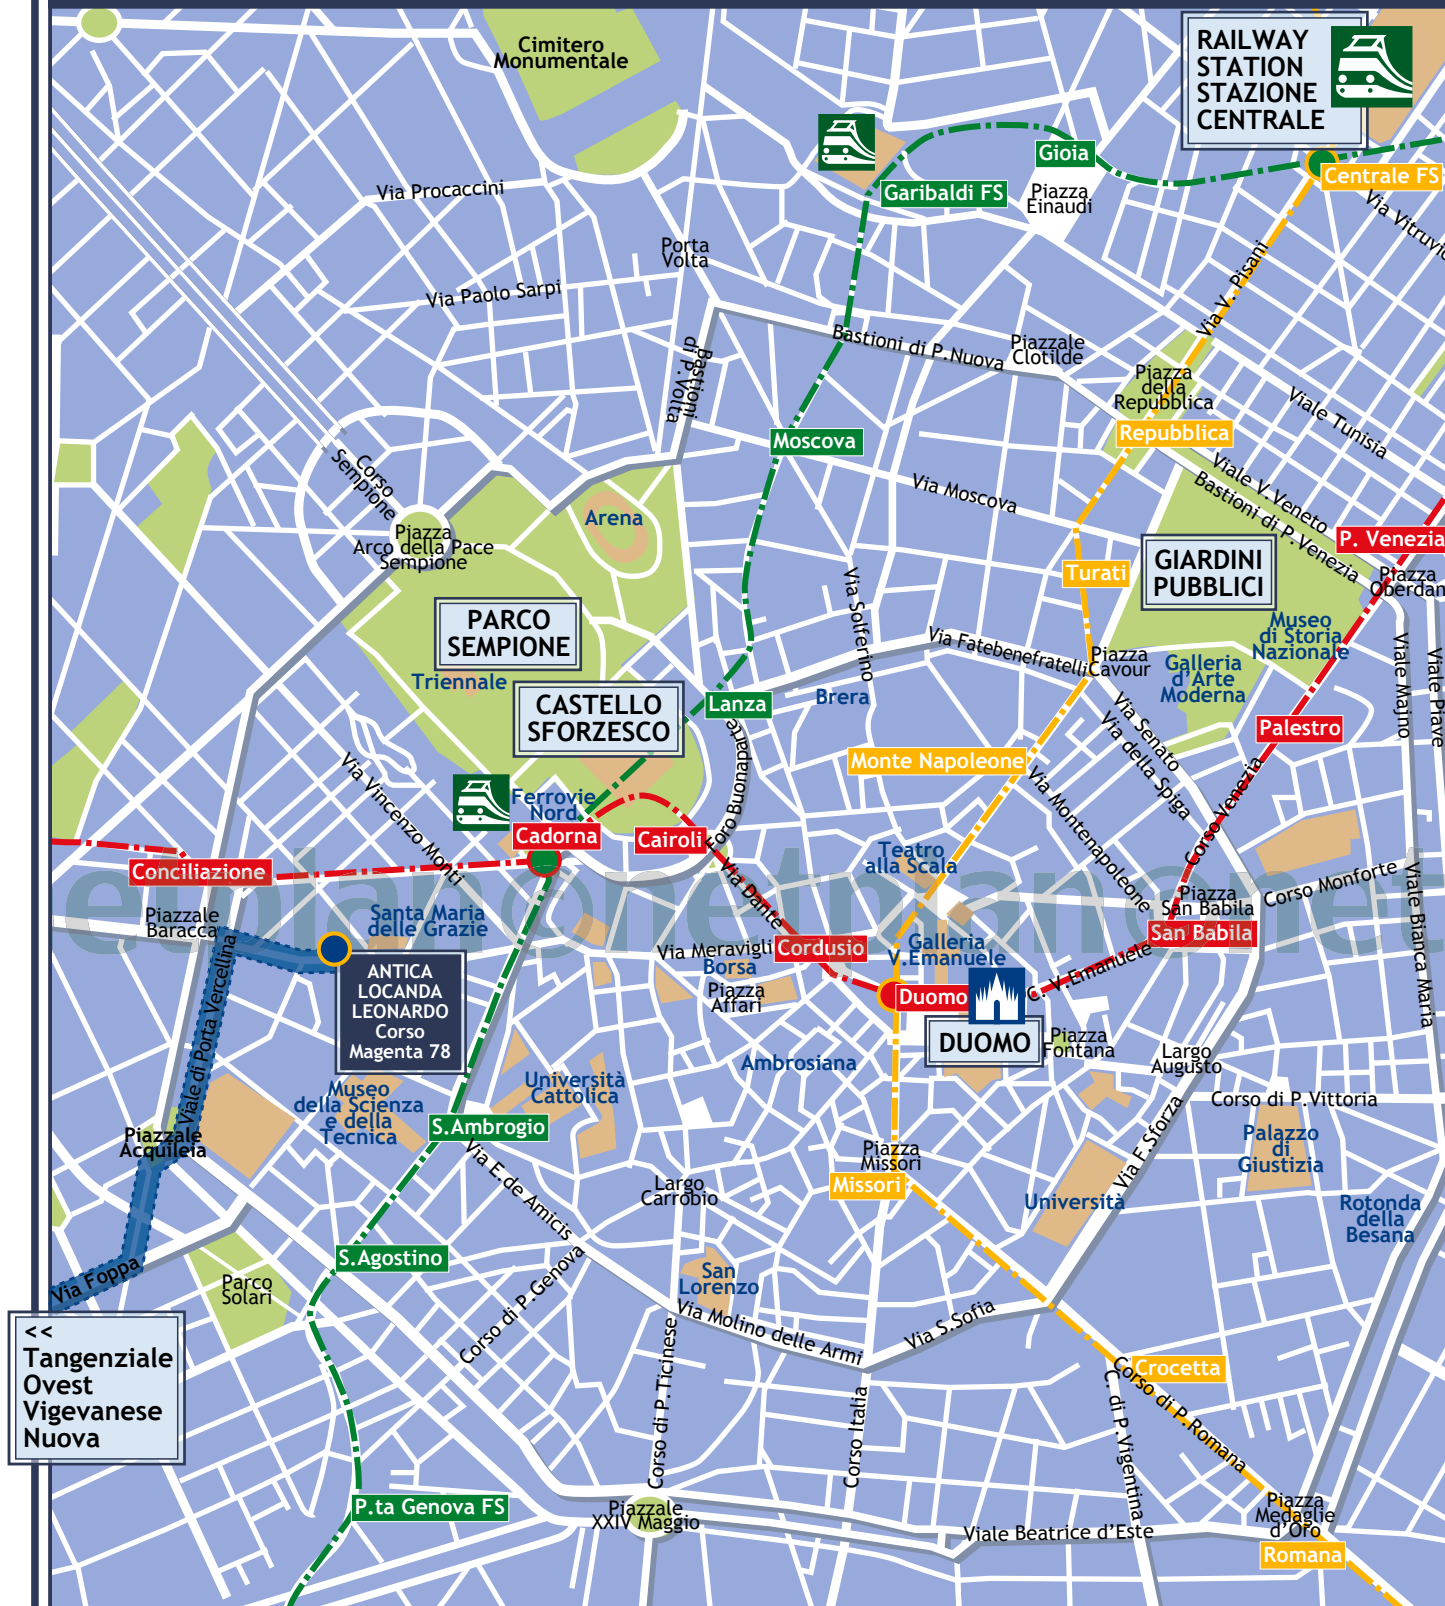 Cimitero
Monumentale
RAILWAY
STATION
STAZIONE
CENTRALE
Gioia
Centrale FS
Garibaldi FS
Piazza
Einaudi
Via Procaccini
Via Vitruvio
Porta
Volta
Via Paolo Sarpi
Via V. Pisani
Bastioni
di P.Volta
Bastioni di P.Nuova
Piazzale
Clotilde
Piazza
della
Repubblica
Repubblica
Viale Tunisia
Moscova
Corso
Sempione
Via Moscova
Viale V.Veneto
Bastioni di P.Venezia
Arena
Piazza
Arco della Pace
Sempione
P. Venezia
Turati
GIARDINI
PUBBLICI
Piazza
Oberdan
Via Solferino
PARCO
SEMPIONE
Museo
di Storia
Nazionale
Via Fatebenefratelli
Piazza
Cavour
Galleria
d'Arte
Moderna
Viale Majno
Viale Piave
Triennale
CASTELLO
SFORZESCO
Lanza
Brera
Via Senato
Via della Spiga
Palestro
Monte Napoleone
Via Vincenzo Monti
Foro Buonaparte
Via Montenapoleone
Corso Venezia
Ferrovie
Nord
Cadorna
Cairoli
Conciliazione
Teatro
alla Scala
Via Dante
Corso Monforte
Piazza
San Babila
San Babila
Viale Bianca Maria
Piazzale
Baracca
Santa Maria
delle Grazie
Via Meravigli
Cordusio
Galleria
V.Emanuele
Borsa
Piazza
Affari
C. V.Emanuele
Duomo
DUOMO
ANTICA
LOCANDA
LEONARDO
Corso
Magenta 78
Viale di Porta Vercellina
Piazza
Fontana
Largo
Augusto
Ambrosiana
Università
Cattolica
Museo
della Scienza
e della
Tecnica
Corso di P.Vittoria
S.Ambrogio
Piazzale
Acquileia
Piazza
Missori
Missori
Palazzo
di
Giustizia
Via F.Sforza
Via E.de Amicis
Largo
Carrobio
Università
Rotonda
della
Besana
S.Agostino
Via Foppa
Parco
Solari
Corso di P.Genova
San
Lorenzo
Via Molino delle Armi
Via S.Sofia
<<
Tangenziale
Ovest
Vigevanese
Nuova
Corso di P. Ticinese
Corso Italia
Crocetta
C. di P.Vigentina
Corso di P.Romana
P.ta Genova FS
Piazzale
XXIV Maggio
Viale Beatrice d'Este
Piazza
Medaglie
d'Oro
Romana